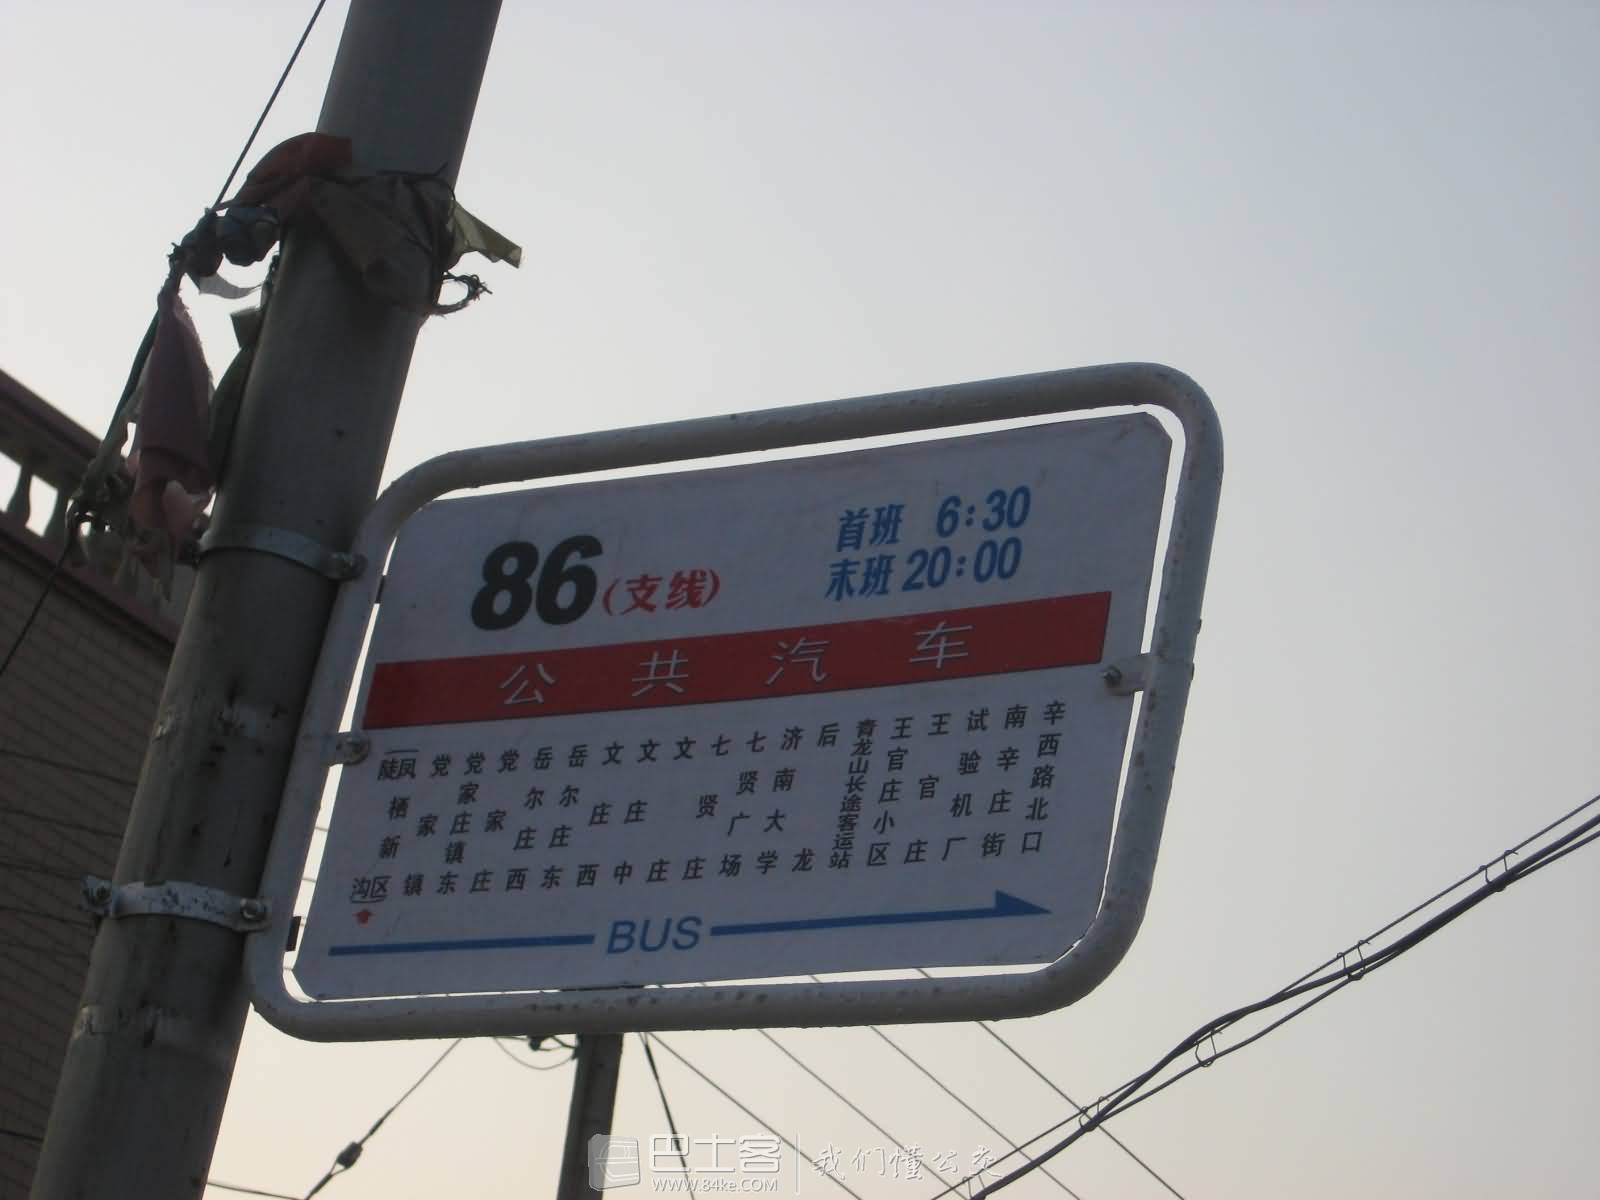 86(支线)
首班 6:30
末班 20:00
公共汽车
陡沟
凤栖新区
党家镇
党家庄镇东
党家庄
岳尔庄西
岳尔庄东
文庄西
文庄中
文庄
七贤庄
七贤广场
济南大学
后龙
青龙山长途客运站
王官庄小区
王官庄
试验机厂
南辛庄街
辛西路北口
BUS
巴士客 我们懂公交
www.84ke.com